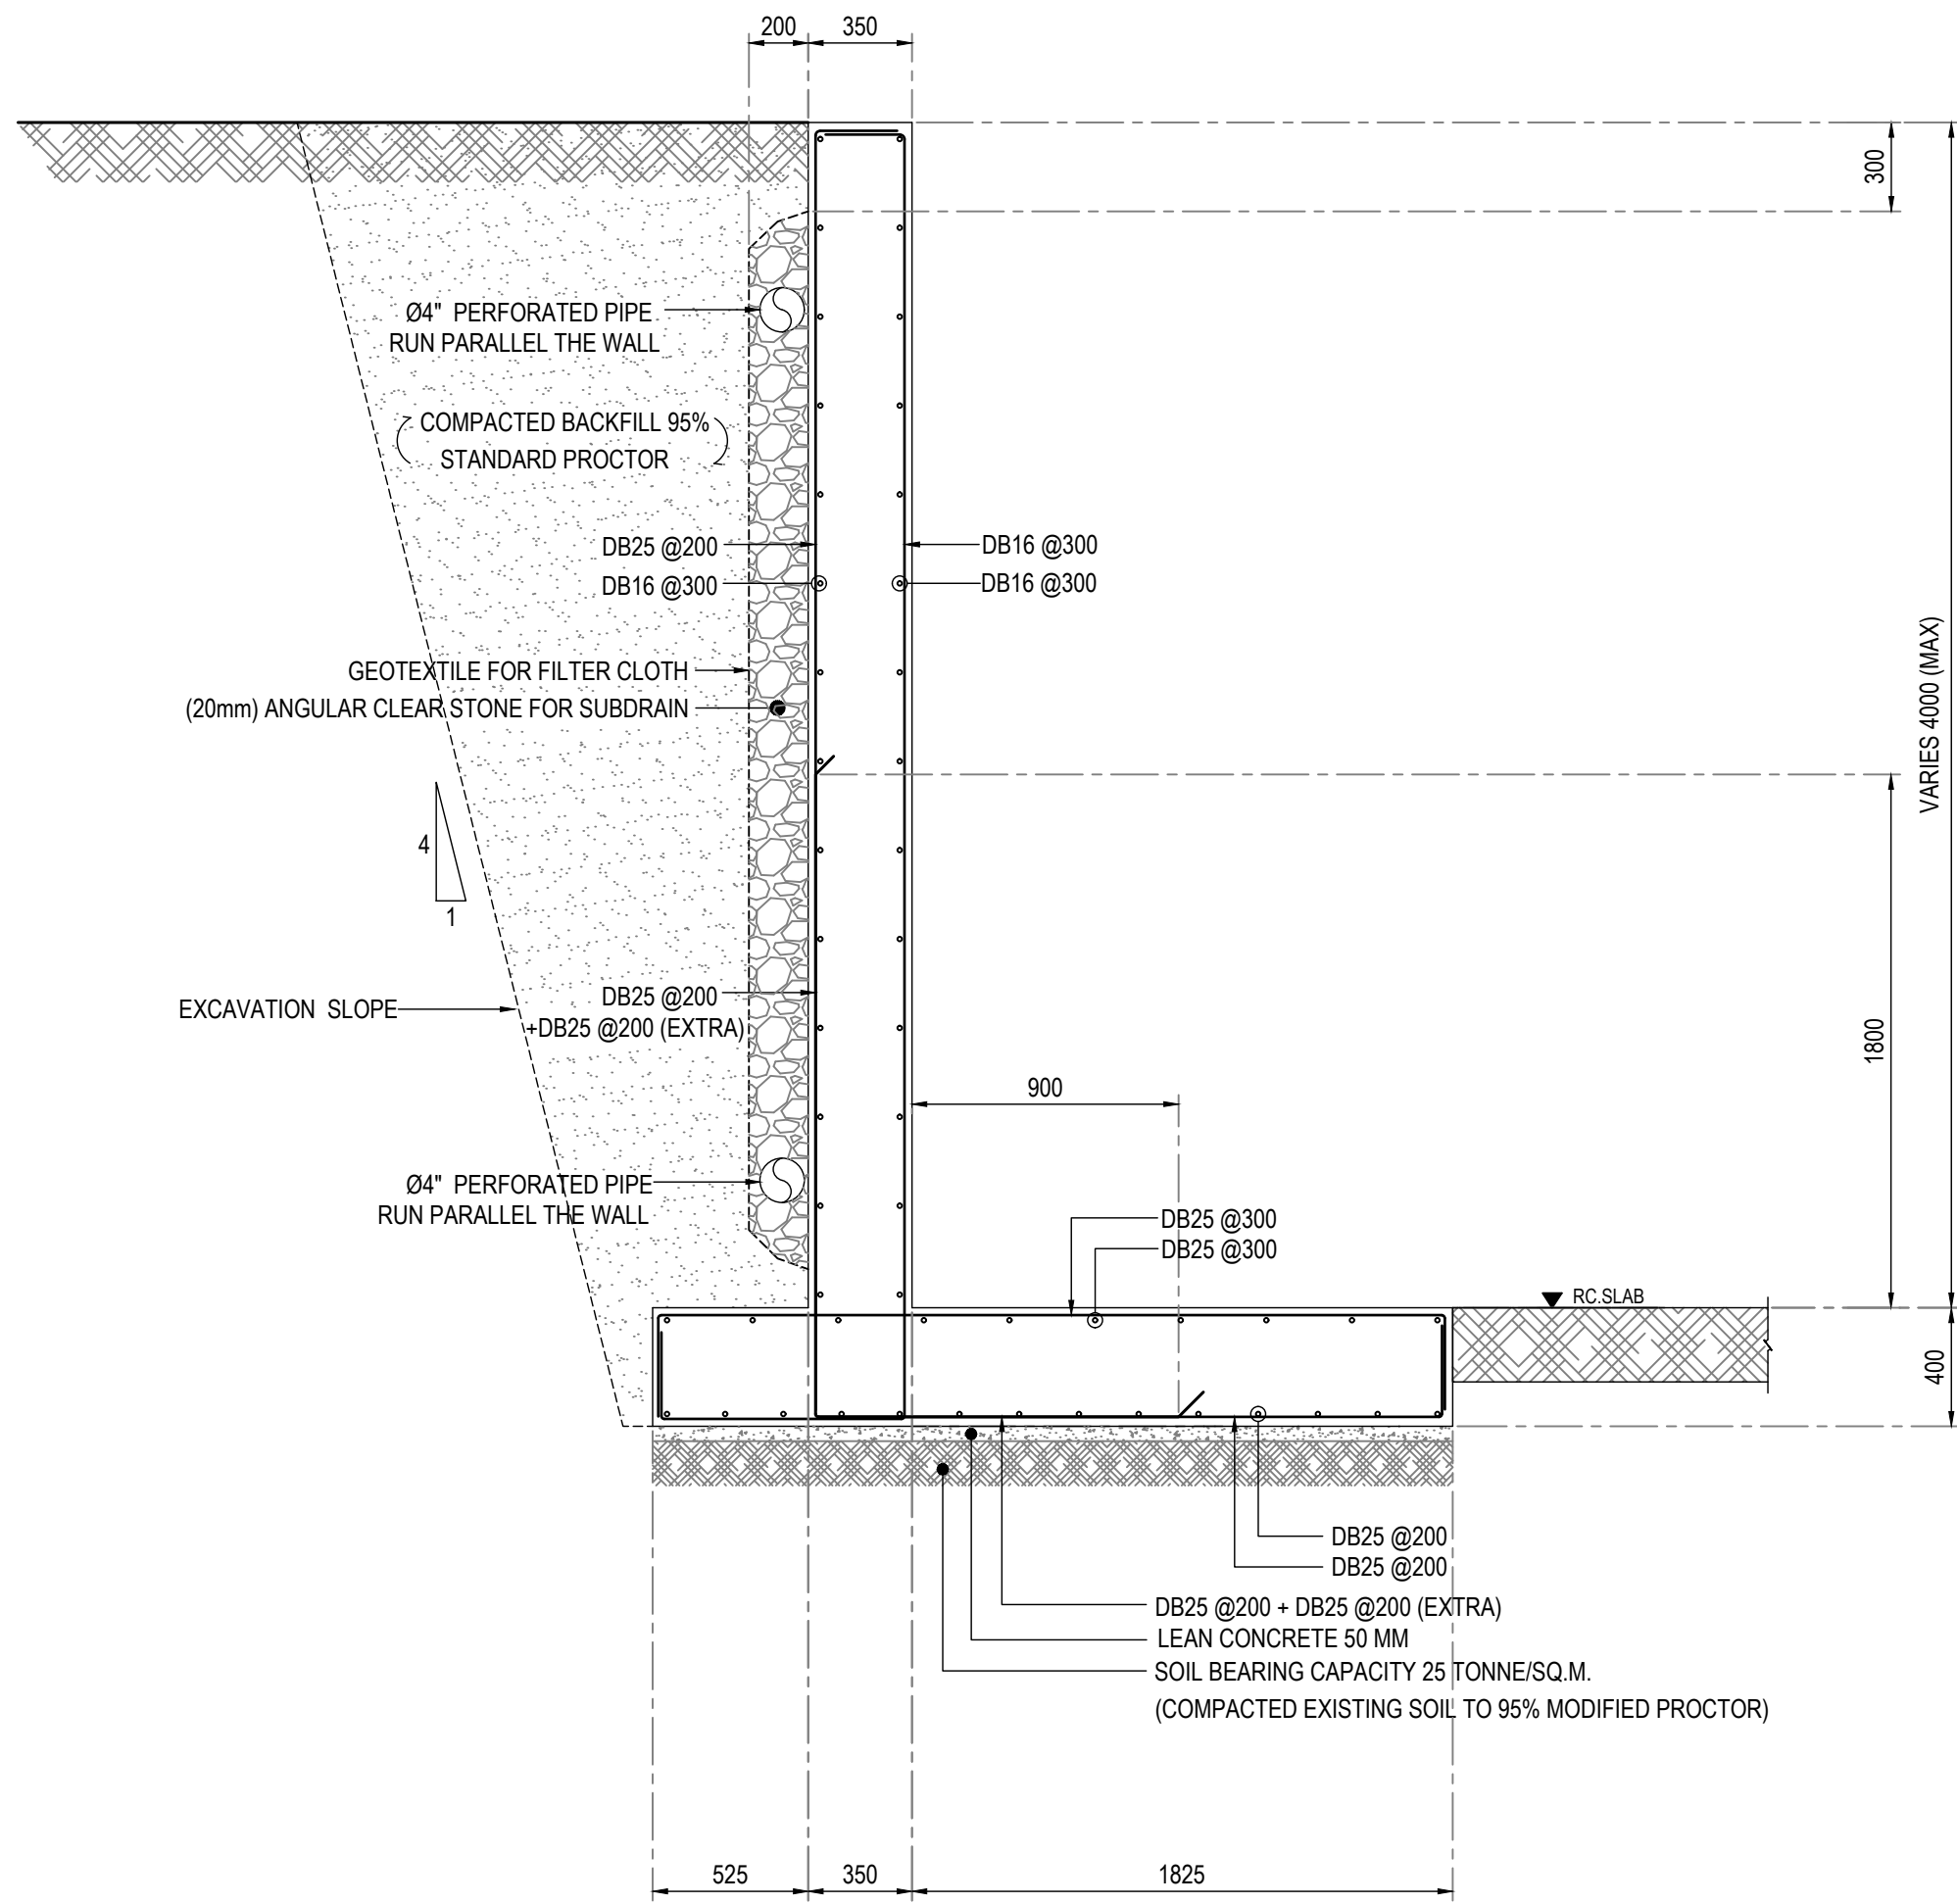 200
350
300
Ø4" PERFORATED PIPE
RUN PARALLEL THE WALL
COMPACTED BACKFILL 95%
STANDARD PROCTOR
DB25 @200
DB16 @300
DB16 @300
DB16 @300
GEOTEXTILE FOR FILTER CLOTH
(20mm) ANGULAR CLEAR STONE FOR SUBDRAIN
VARIES 4000 (MAX)
4
1
EXCAVATION SLOPE
DB25 @200
+DB25 @200 (EXTRA)
1800
900
Ø4" PERFORATED PIPE
RUN PARALLEL THE WALL
DB25 @300
DB25 @300
RC.SLAB
400
DB25 @200
DB25 @200
DB25 @200 + DB25 @200 (EXTRA)
LEAN CONCRETE 50 MM
SOIL BEARING CAPACITY 25 TONNE/SQ.M.
(COMPACTED EXISTING SOIL TO 95% MODIFIED PROCTOR)
525
350
1825